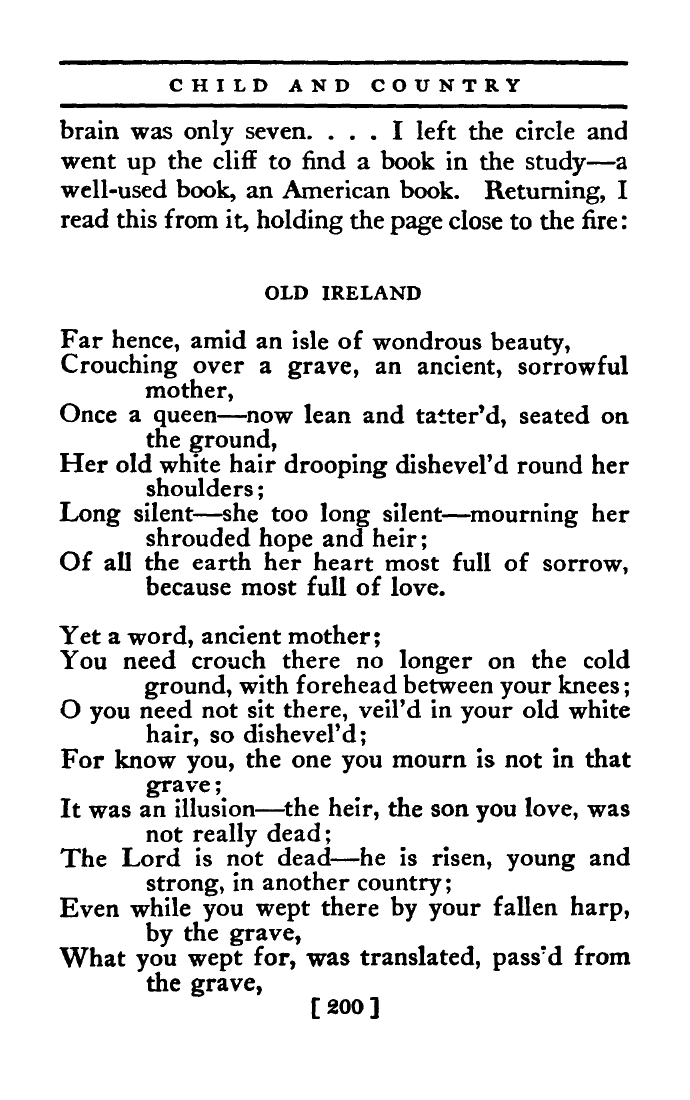 CHILD AND COUNTRY
brain was only seven. . . . I left the circle and
went up the cliff to find a book in the study—a
well-used book, an American book. Returning, I
read this from it, holding the page close to the fire:
OLD IRELAND
Far hence, amid an isle of wondrous beauty,
Crouching over a grave, an ancient, sorrowful
mother,
Once a queen—now lean and tatter'd, seated on
the ground,
Her old white hair drooping dishevel'd round her
shoulders;
Long silent—she too long silent—mourning her
shrouded hope and heir;
Of all the earth her heart most full of sorrow,
because most full of love.
Yet a word, ancient mother;
You need crouch there no longer on the cold
ground, with forehead between your knees;
O you need not sit there, veil'd in your old white
hair, so dishevel'd;
For know you, the one you mourn is not in that
grave;
It was an illusion—the heir, the son you love, was
not really dead;
The Lord is not dead—he is risen, young and
strong, in another country;
Even while you wept there by your fallen harp,
by the grave,
What you wept for, was translated, pass'd from
the grave,
[ 200 ]